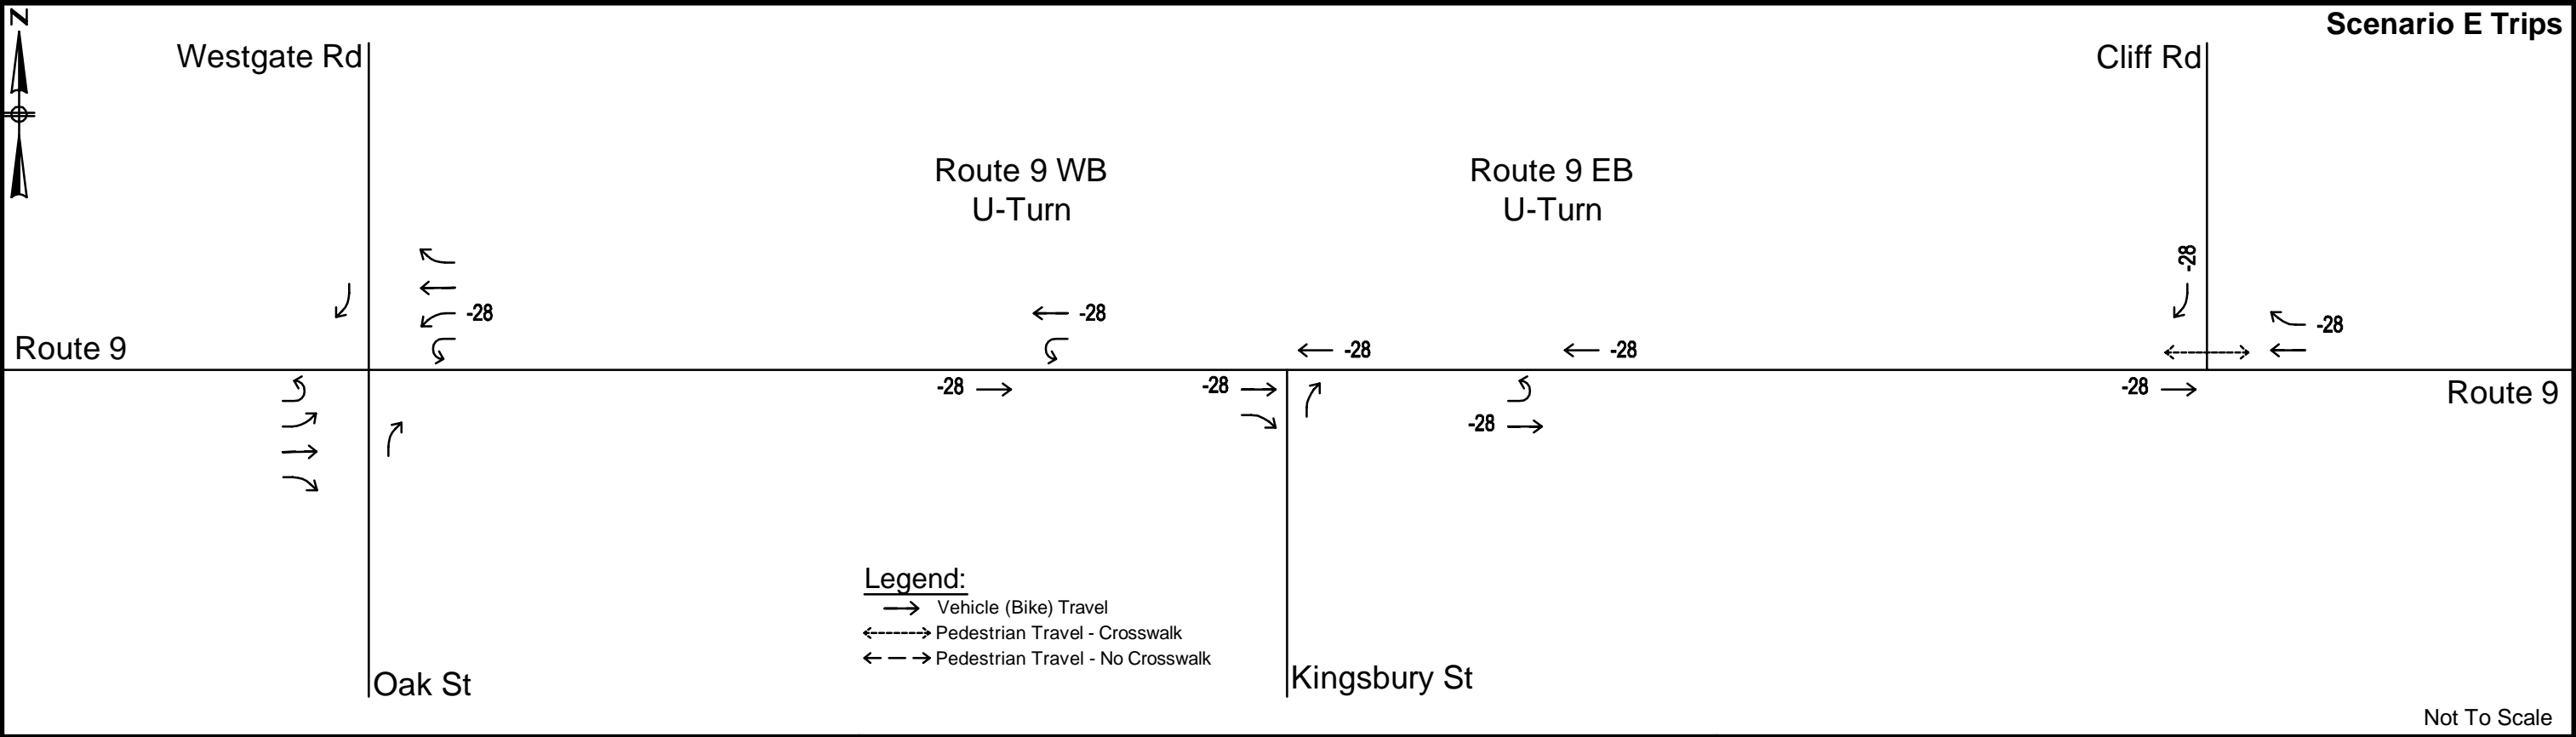 N
Scenario E Trips
Westgate Rd
Cliff Rd
Route 9 WB
U-Turn
Route 9 EB
U-Turn
-28
-28
-28
-28
Route 9
-28
-28
-28
-28
-28
-28
Route 9
-28
Legend:
Vehicle (Bike) Travel
Pedestrian Travel - Crosswalk
Pedestrian Travel - No Crosswalk
Oak St
Kingsbury St
Not To Scale